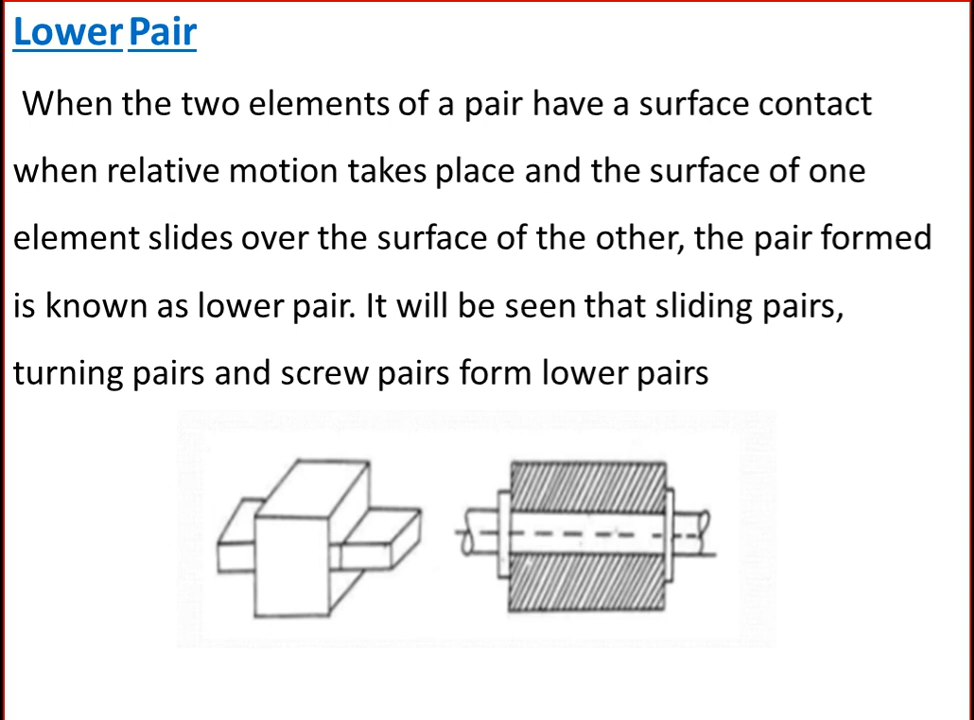 Lower Pair
When the two elements of a pair have a surface contact
when relative motion takes place and the surface of one
element slides over the surface of the other, the pair formed
is known as lower pair. It will be seen that sliding pairs,
turning pairs and screw pairs form lower pairs